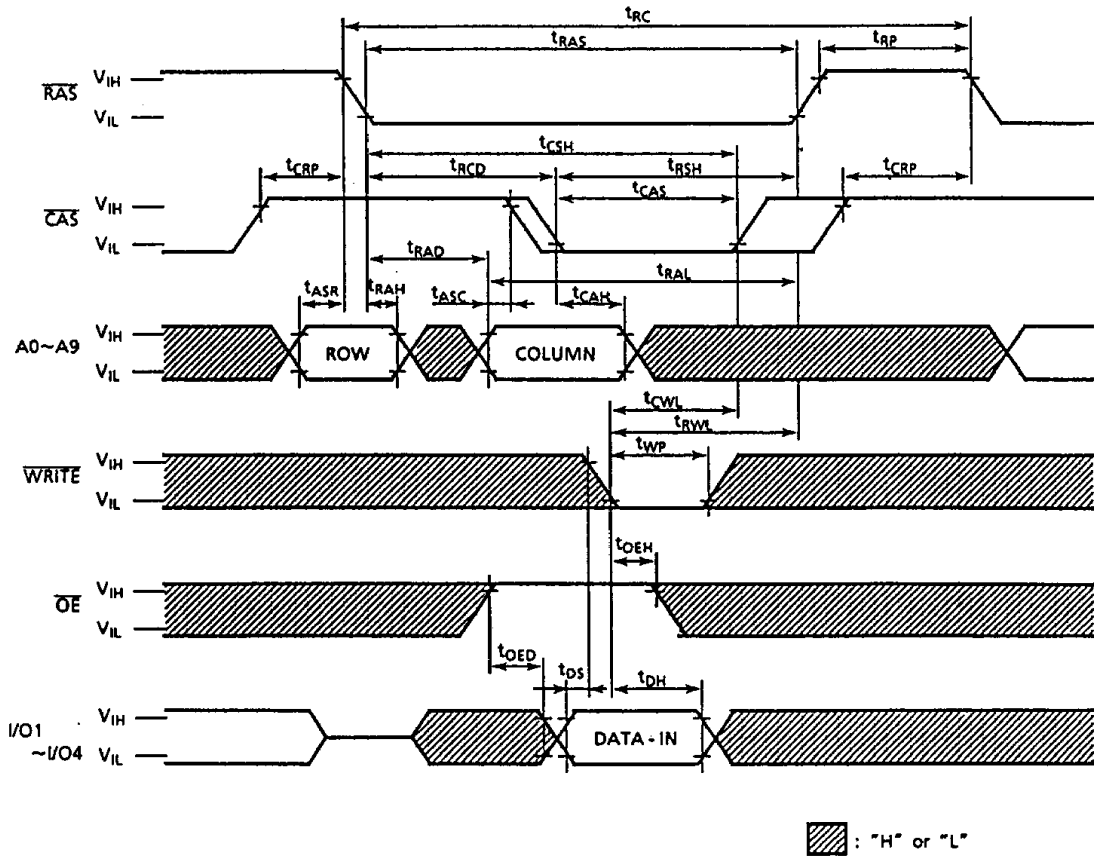 tRC
tRAS
tRP
RAS
VIH
VIL
tCSH
tCRP
tRCD
tRSH
tCRP
tCAS
CAS
VIH
VIL
tRAD
tRAL
tASR
tRAH
tASC
tCAH
A0~A9
VIH
VIL
ROW
COLUMN
tCWL
tRWL
tWP
WRITE
VIH
VIL
tOEH
OE
VIH
VIL
tOED
tDS
tDH
I/O1
~I/O4
VIH
VIL
DATA-IN
: "H" or "L"